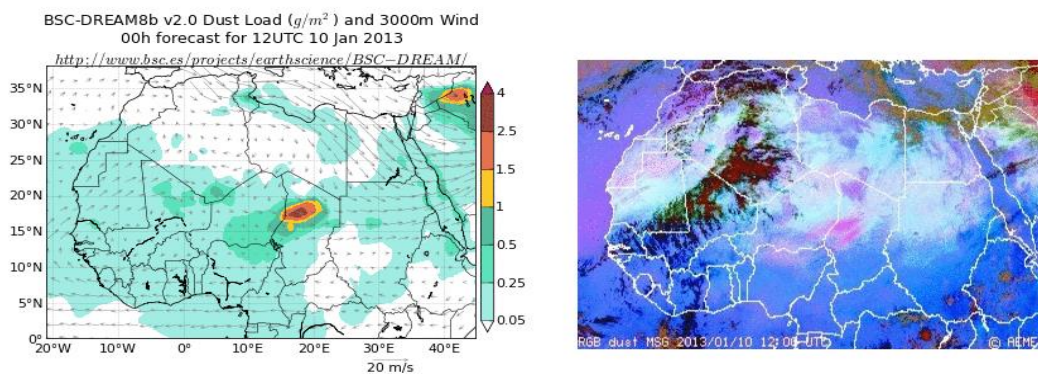 BSC-DREAM8b v2.0 Dust Load (g/m²) and 3000m Wind
00h forecast for 12UTC 10 Jan 2013
http://www.bsc.es/projects/earthscience/BSC-DREAM/
35°N
30°N
25°N
20°N
15°N
10°N
5°N
0°
20°W
10°W
0°
10°E
20°E
30°E
40°E
4
2.5
1.5
1
0.5
0.25
0.05
20 m/s
RGB dust MSG 2013/01/10 12:00 UTC
© AEME